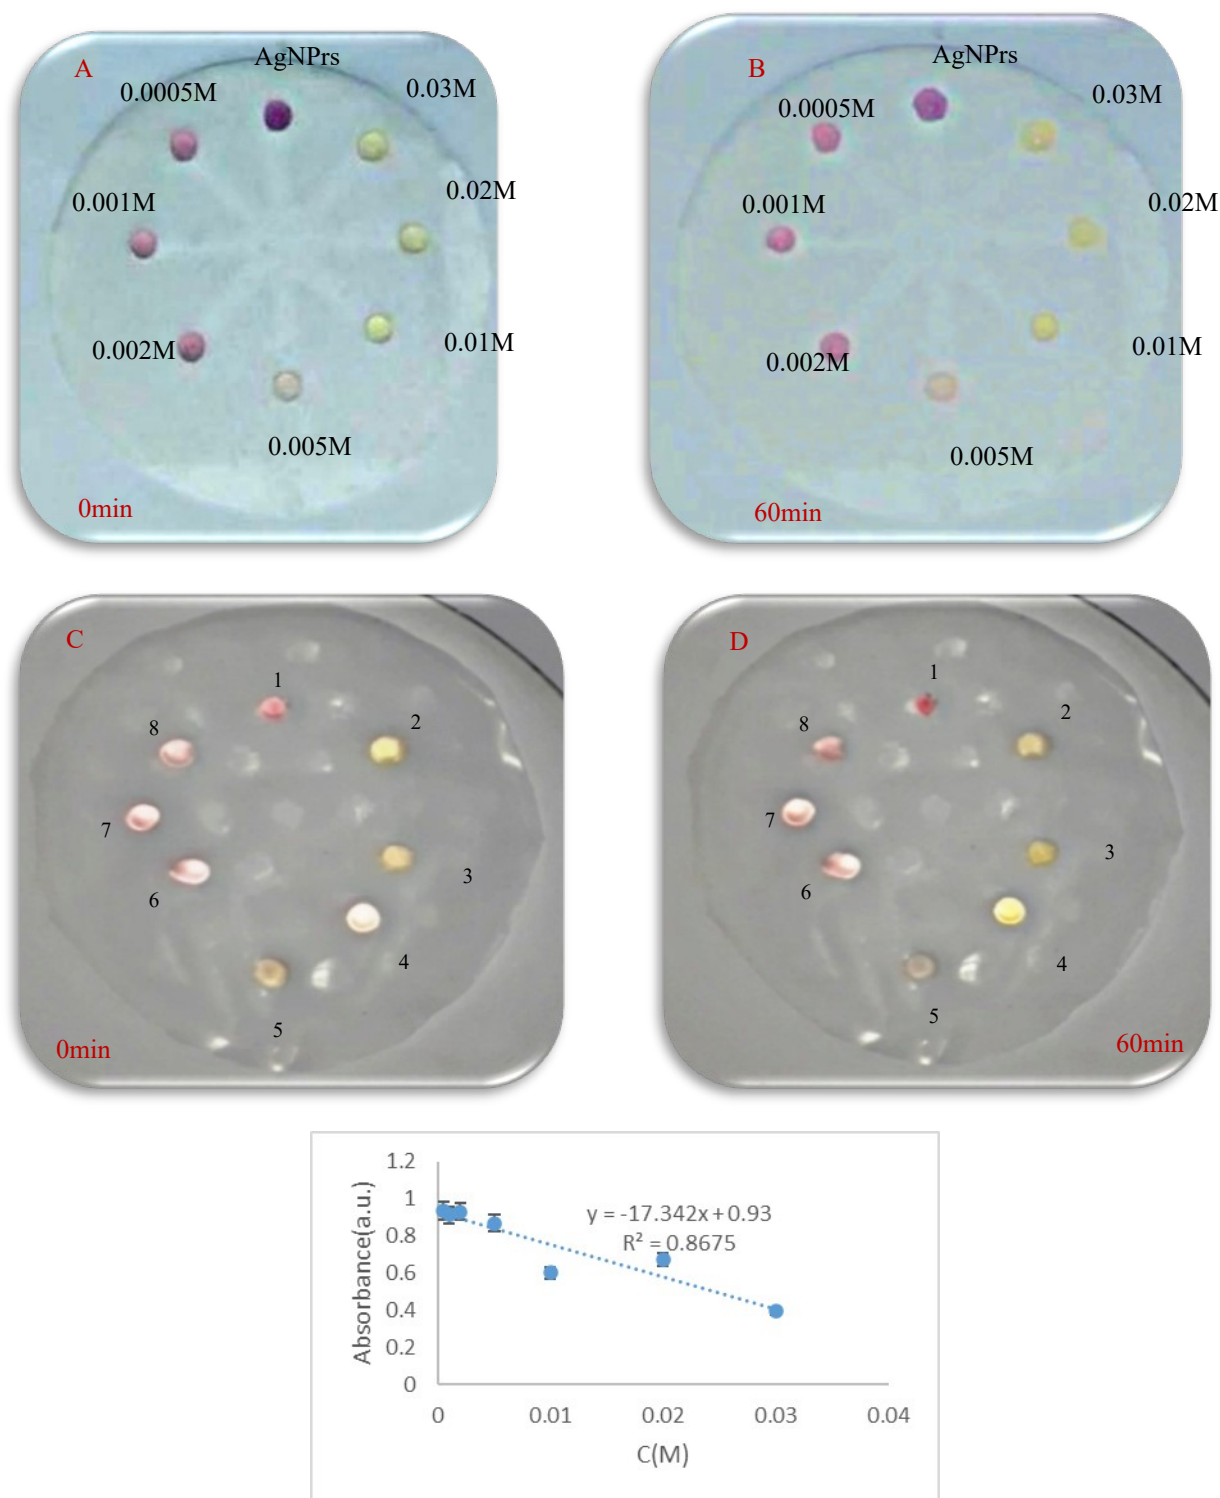 A
AgNPrs
0.0005M
0.03M
0.001M
0.02M
0.002M
0.01M
0.005M
0min
B
AgNPrs
0.0005M
0.03M
0.001M
0.02M
0.002M
0.01M
0.005M
60min
C
1
2
8
7
3
6
4
5
0min
D
1
2
8
7
3
6
4
5
60min
1.2
1
0.8
0.6
0.4
0.2
0
Absorbance(a.u.)
y = -17.342x + 0.93
R² = 0.8675
0
0.01
0.02
0.03
0.04
C(M)